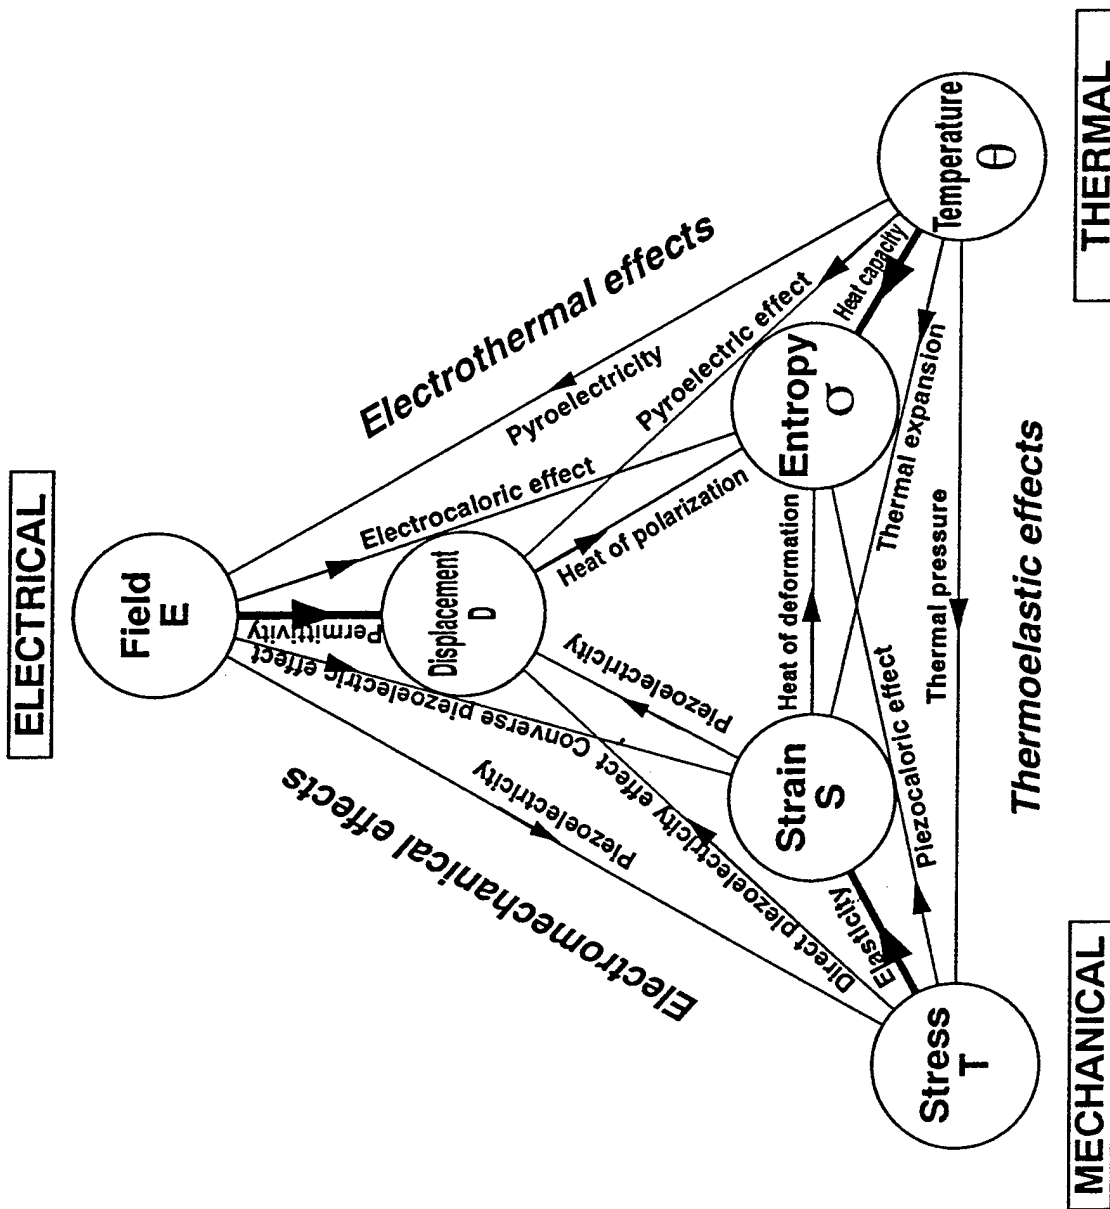 ELECTRICAL
Field
E
Electrothermal effects
Pyroelectricity
Pyroelectric effect
Electrocaloric effect
Heat of polarization
Permittivity
Displacement
D
Converse piezoelectric effect
Piezoelectricity
Electromechanical effects
Piezoelectricity
Direct piezoelectricity effect
Elasticity
Heat capacity
Temperature
θ
THERMAL
Entropy
σ
Heat of deformation
Thermal expansion
Strain
S
Piezocaloric effect
Thermal pressure
Thermoelastic effects
Stress
T
MECHANICAL